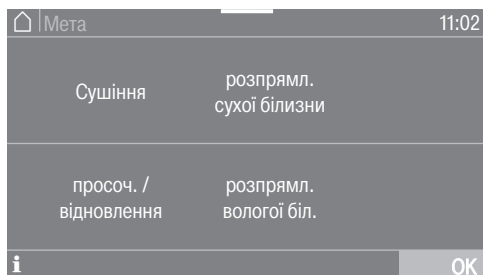 Мета
11:02
Сушіння
розпрямл.
сухої білизни
просоч. /
відновлення
розпрямл.
вологої біл.
i
OK